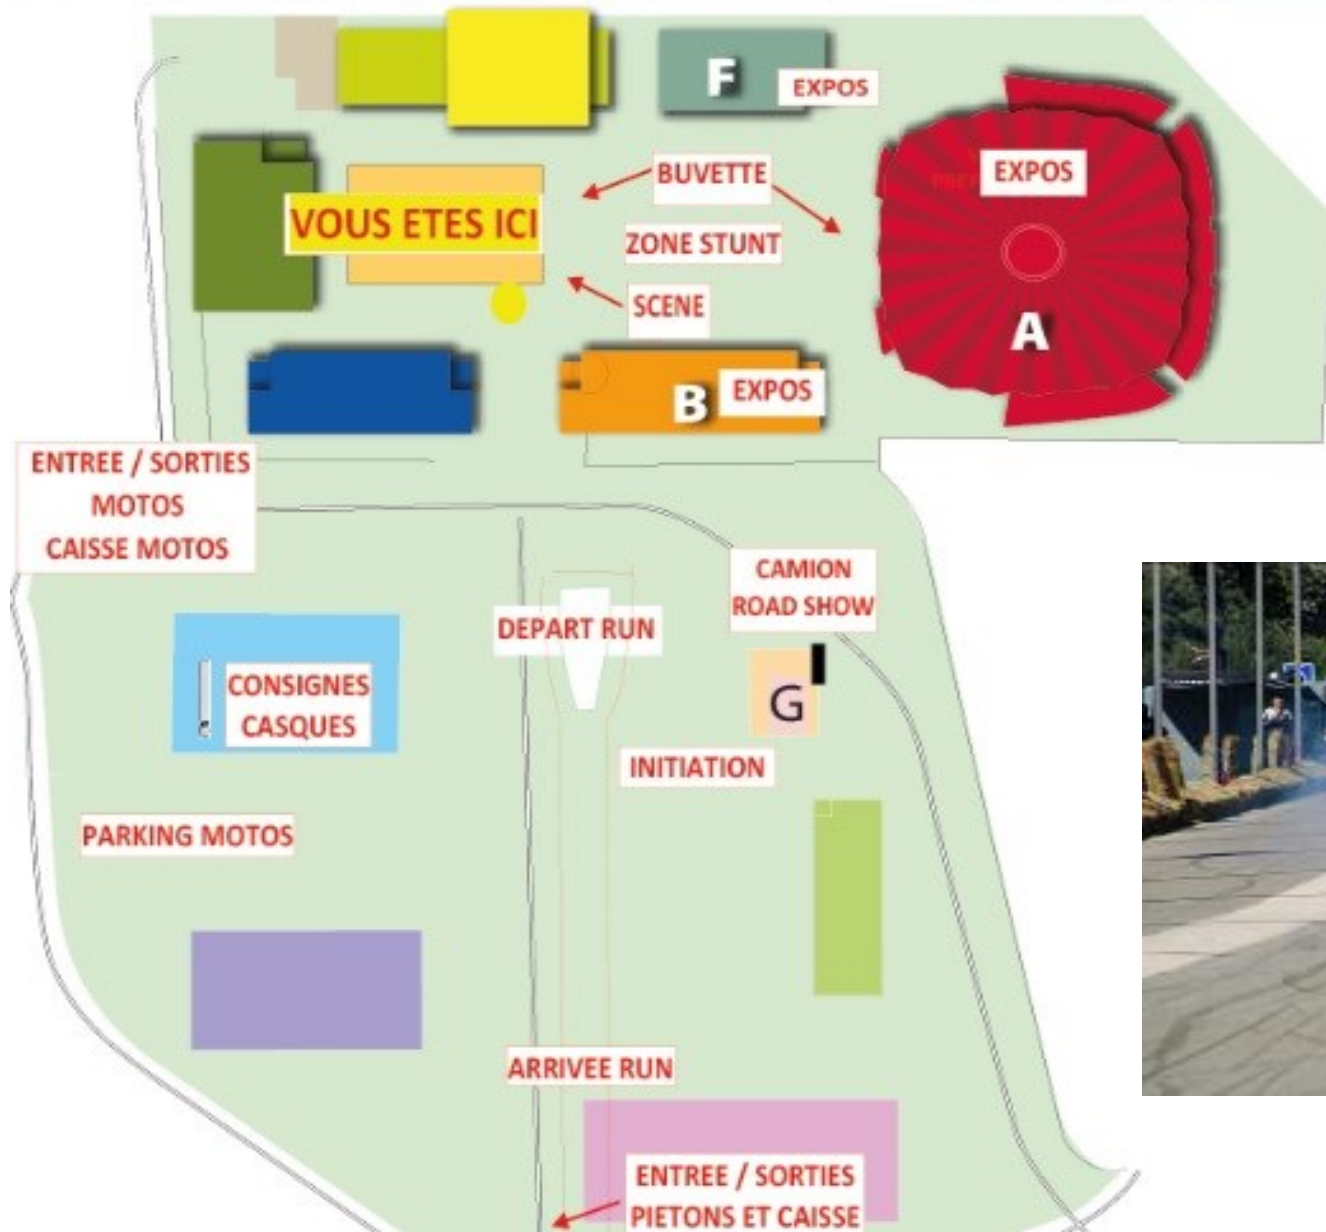 F
EXPOS
EXPOS
BUVETTE
VOUS ETES ICI
ZONE STUNT
SCENE
A
B
EXPOS
ENTREE / SORTIES
MOTOS
CAISSE MOTOS
CAMION
ROAD SHOW
DEPART RUN
CONSIGNES
CASQUES
G
INITIATION
PARKING MOTOS
ARRIVEE RUN
ENTREE / SORTIES
PIETONS ET CAISSE